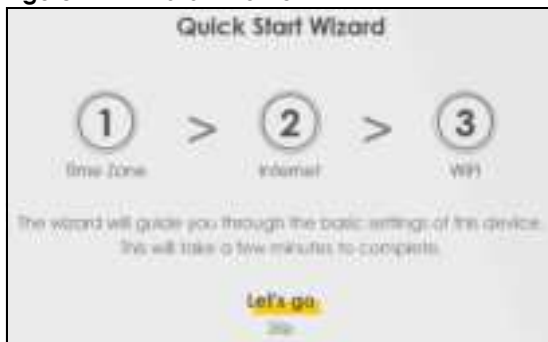 Quick Start Wizard
1 > 2 > 3
Time Zone Internet WiFi
The wizard will guide you through the basic settings of this device.
This will take a few minutes to complete.
Let's go